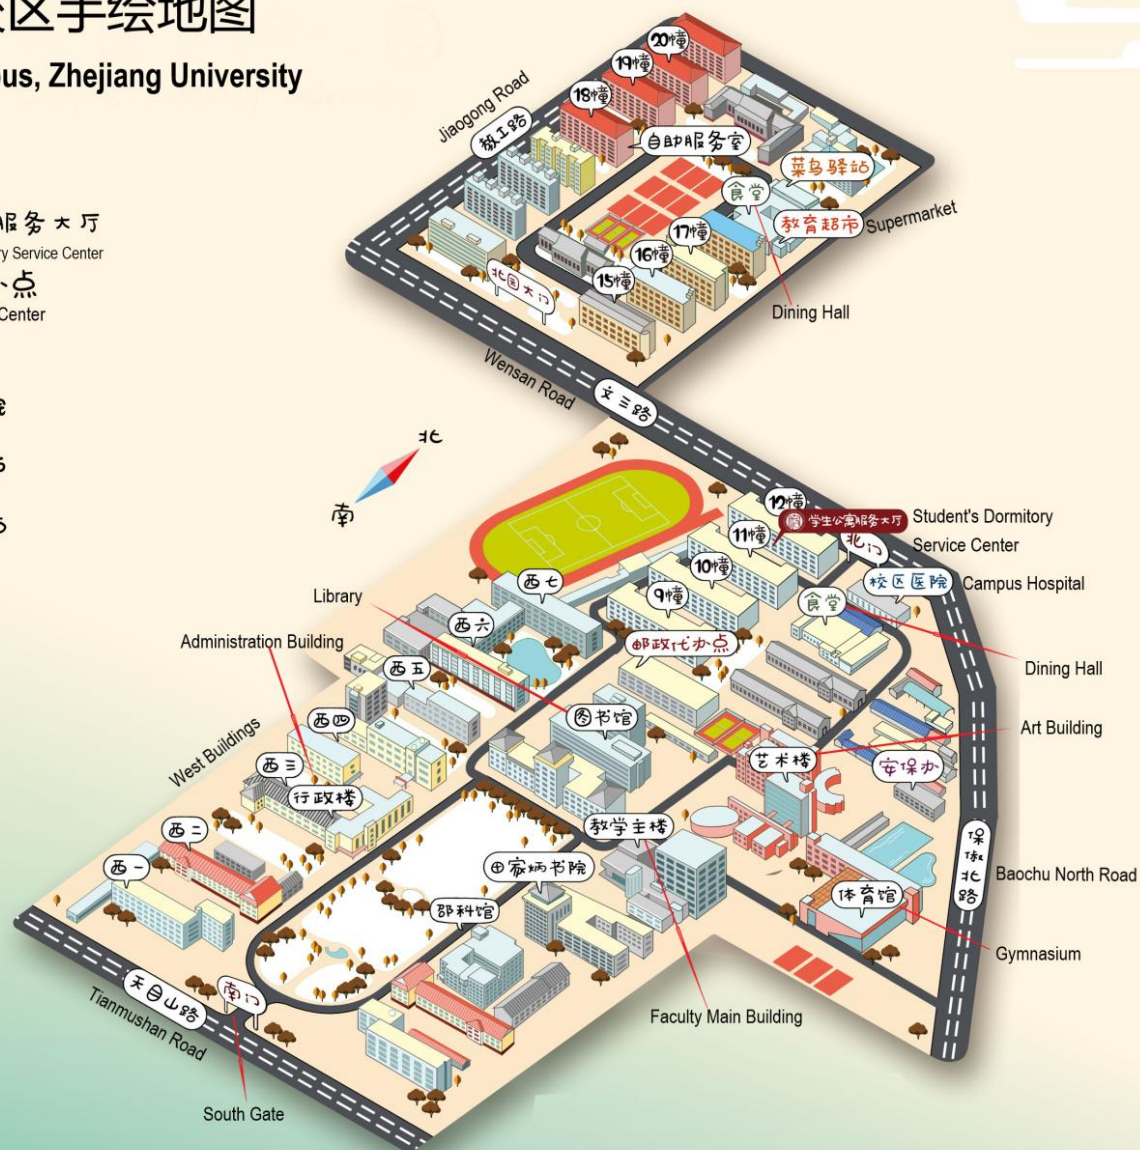 区手绘地图
us, Zhejiang University
Jiaogong Road
教工路
20幢
19幢
18幢
自助服务室
菜鸟驿站
食堂
教育超市
Supermarket
17幢
16幢
15幢
北园大门
Dining Hall
服务大厅
ry Service Center
点
Center
Wensan Road
文三路
北
南
12幢
学生公寓服务大厅
Student's Dormitory
Service Center
11幢
北门
10幢
校区医院
Campus Hospital
9幢
食堂
西七
Library
西六
邮政代办点
Administration Building
Dining Hall
西五
图书馆
西四
Art Building
West Buildings
艺术楼
安保办
西三
行政楼
教学主楼
西二
田家炳书院
保俶北路
Baochu North Road
西一
邵科馆
体育馆
Gymnasium
天目山路
南门
Tianmushan Road
Faculty Main Building
South Gate